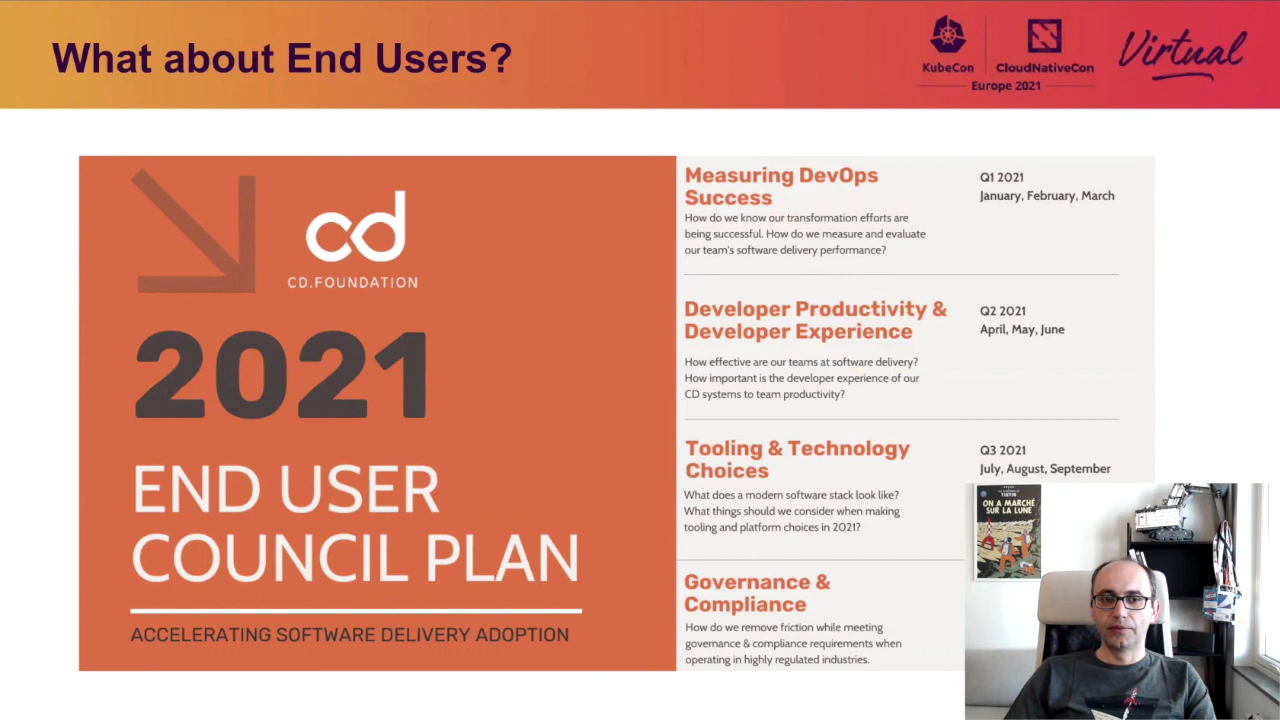 What about End Users?
KubeCon
CloudNativeCon
Europe 2021
Virtual
cd
CD.FOUNDATION
2021
END USER
COUNCIL PLAN
ACCELERATING SOFTWARE DELIVERY ADOPTION
Measuring DevOps
Success
How do we know our transformation efforts are
being successful. How do we measure and evaluate
our team's software delivery performance?
Q1 2021
January, February, March
Developer Productivity &
Developer Experience
How effective are our teams at software delivery?
How important is the developer experience of our
CD systems to team productivity?
Q2 2021
April, May, June
Tooling & Technology
Choices
What does a modern software stack look like?
What things should we consider when making
tooling and platform choices in 2021?
Q3 2021
July, August, September
Governance &
Compliance
How do we remove friction while meeting
governance & compliance requirements when
operating in highly regulated industries.
TINTIN
ON A MARCHÉ
SUR LA LUNE